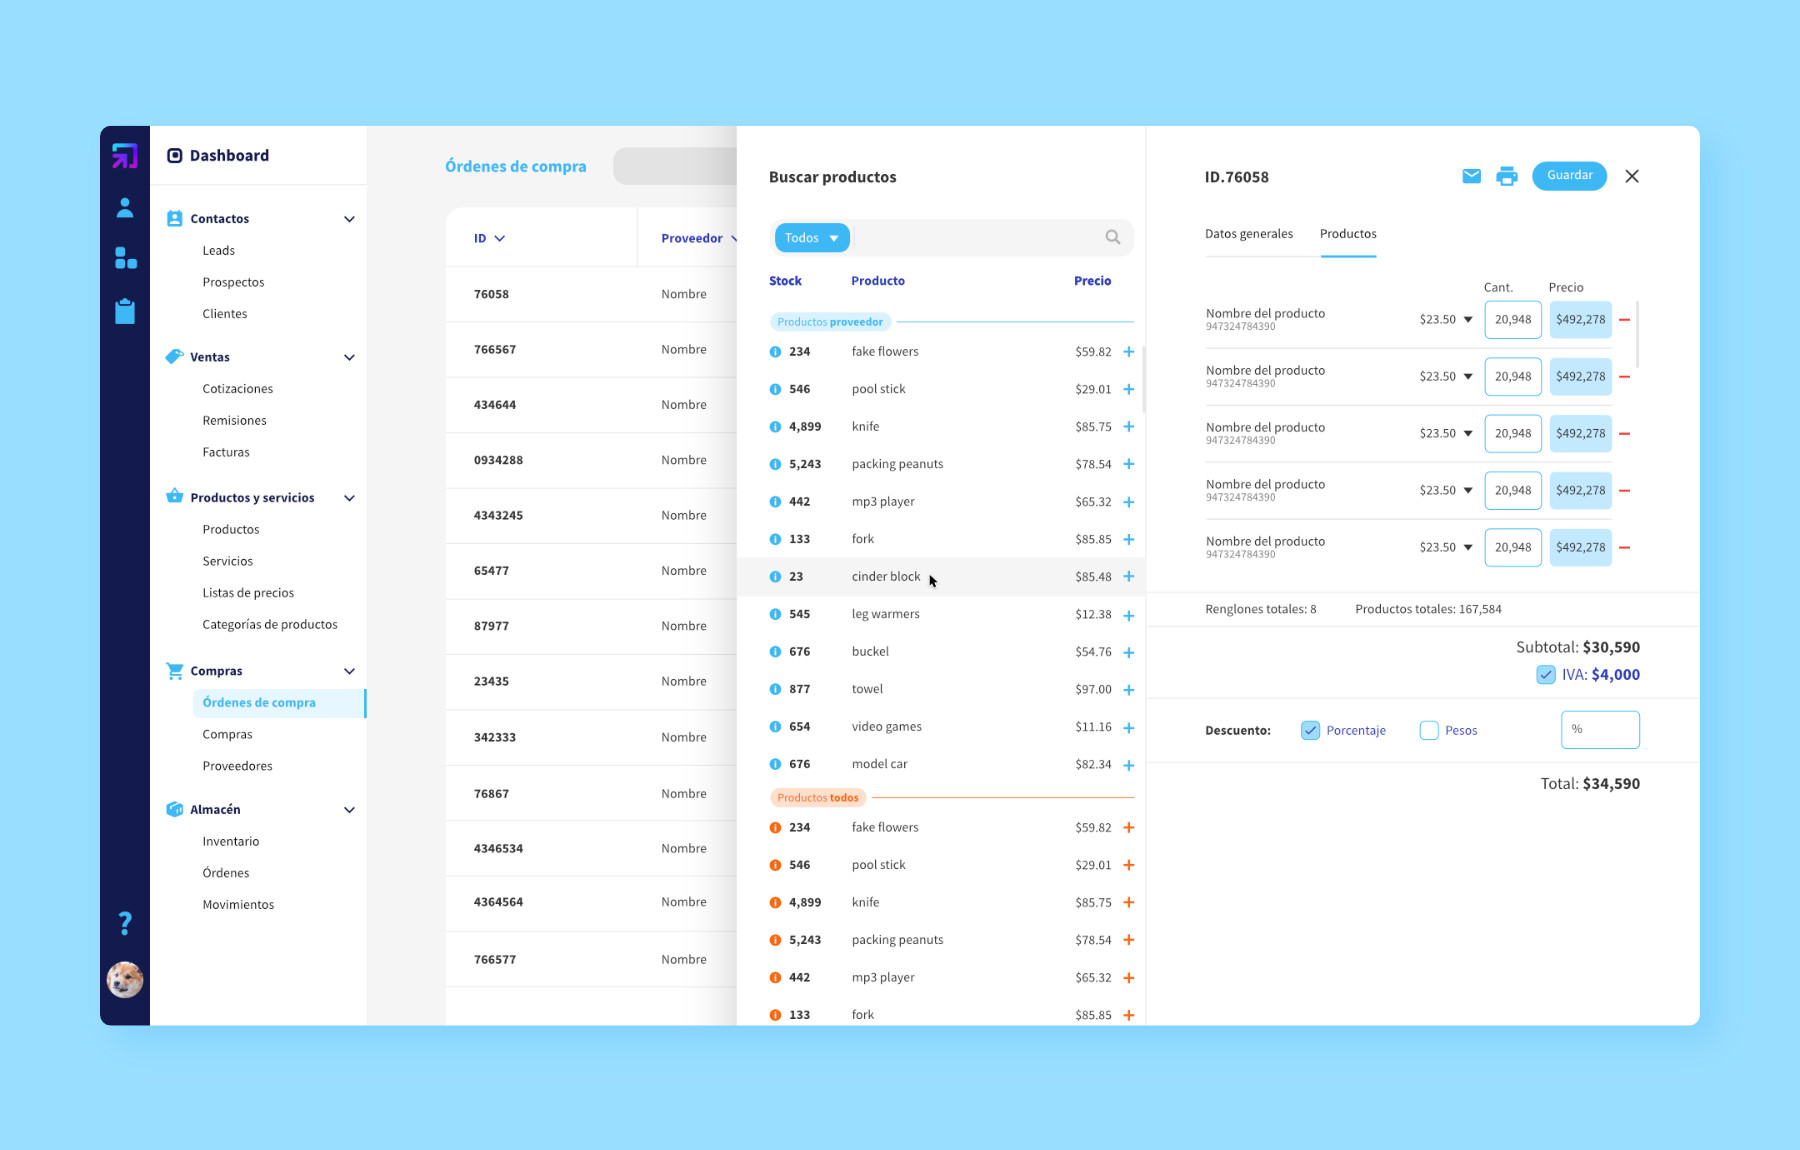 Dashboard
Contactos
Leads
Prospectos
Clientes
Ventas
Cotizaciones
Remisiones
Facturas
Productos y servicios
Productos
Servicios
Listas de precios
Categorías de productos
Compras
Órdenes de compra
Compras
Proveedores
Almacén
Inventario
Órdenes
Movimientos
?
Órdenes de compra
ID Proveedor
76058 Nombre
766567 Nombre
434644 Nombre
0934288 Nombre
4343245 Nombre
65477 Nombre
87977 Nombre
23435 Nombre
342333 Nombre
76867 Nombre
4346534 Nombre
4364564 Nombre
766577 Nombre
Buscar productos
Todos
Stock Producto Precio
Productos proveedor
234 fake flowers $59.82 +
546 pool stick $29.01 +
4,899 knife $85.75 +
5,243 packing peanuts $78.54 +
442 mp3 player $65.32 +
133 fork $85.85 +
23 cinder block $85.48 +
545 leg warmers $12.38 +
676 buckel $54.76 +
877 towel $97.00 +
654 video games $11.16 +
676 model car $82.34 +
Productos todos
234 fake flowers $59.82 +
546 pool stick $29.01 +
4,899 knife $85.75 +
5,243 packing peanuts $78.54 +
442 mp3 player $65.32 +
133 fork $85.85 +
ID.76058
Guardar
Datos generales Productos
Cant. Precio
Nombre del producto $23.50 20,948 $492,278
947324784390
Nombre del producto $23.50 20,948 $492,278
947324784390
Nombre del producto $23.50 20,948 $492,278
947324784390
Nombre del producto $23.50 20,948 $492,278
947324784390
Nombre del producto $23.50 20,948 $492,278
947324784390
Renglones totales: 8 Productos totales: 167,584
Subtotal: $30,590
IVA: $4,000
Descuento: Porcentaje Pesos %
Total: $34,590